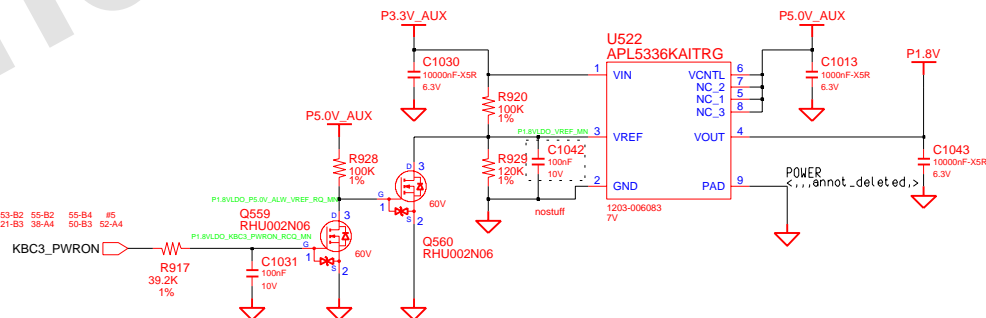 P3.3V_AUX
P5.0V_AUX
U522
APL5336KAITRG
P1.8V
C1030
10000nF-X5R
6.3V
1
VIN
VCNTL
6
NC_2
7
NC_1
5
NC_3
8
C1013
10000nF-X5R
6.3V
R920
100K
1%
P5.0V_AUX
P1.8VLDO_VREF_MN
3
VREF
VOUT
4
R928
100K
1%
D
3
R929
120K
1%
C1042
100nF
10V
C1043
10000nF-X5R
6.3V
2
GND
PAD
9
POWER
<,,,annot_deleted,>
P1.8VLDO_P5.0V_ALW_VREF_RQ_MN
G
1
S
2
60V
nostuff
1203-006083
7V
53-B2 55-B2 55-B4 #5
21-B3 38-A4 50-B3 52-A4
Q559
RHU002N06
D
3
P1.8VLDO_KBC3_PWRON_RCQ_MN
G
1
S
2
60V
Q560
RHU002N06
KBC3_PWRON
R917
39.2K
1%
C1031
100nF
10V